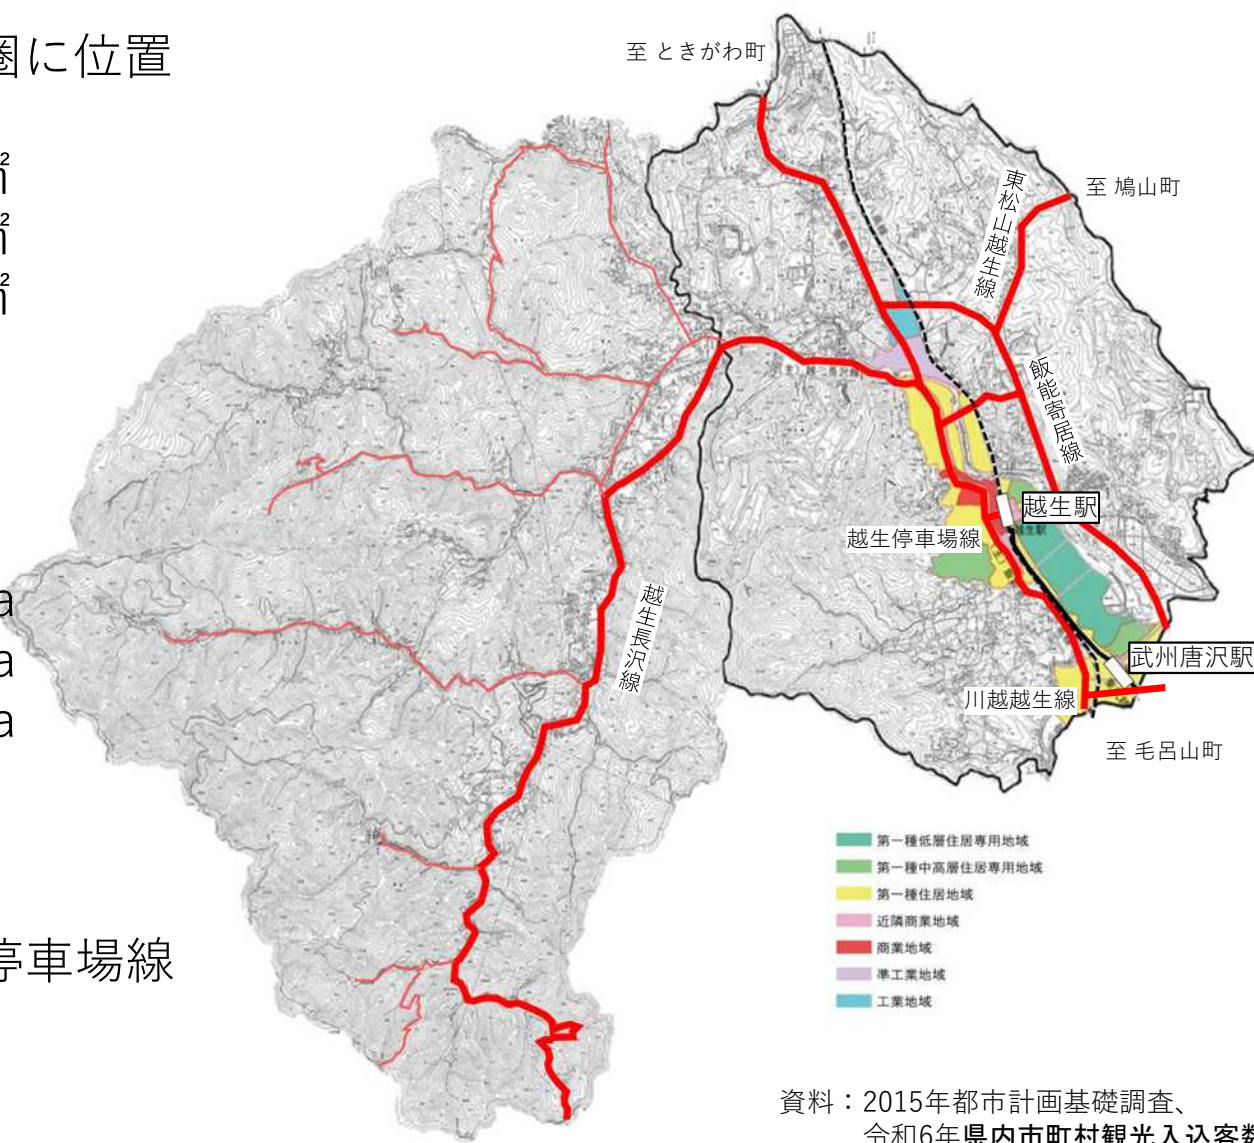 圏に位置
㎡
㎡
㎡
a
a
a
停車場線
至 ときがわ町
至 鳩山町
東松山越生線
飯能寄居線
越生駅
越生停車場線
越生長沢線
武州唐沢駅
川越越生線
至 毛呂山町
第一種低層住居専用地域
第一種中高層住居専用地域
第一種住居地域
近隣商業地域
商業地域
準工業地域
工業地域
資料：2015年都市計画基礎調査、
令和6年県内市町村観光入込客数